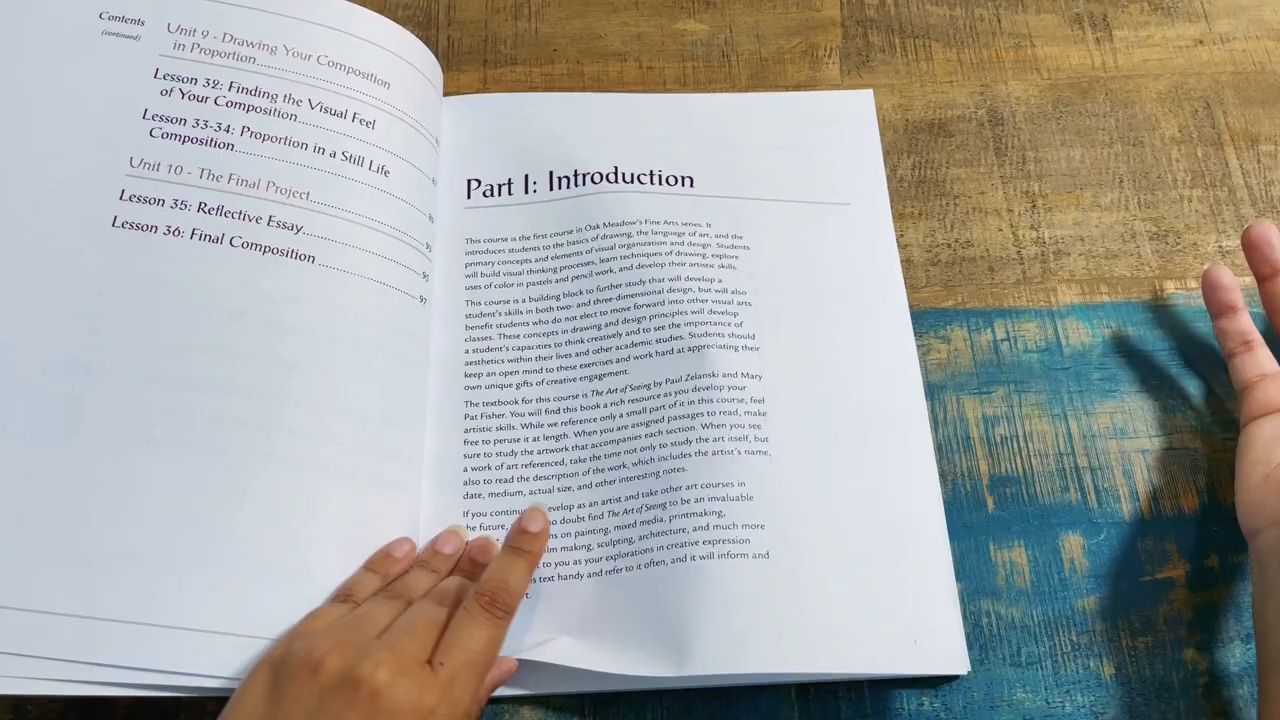 Contents
(continued)
Unit 9 - Drawing Your Composition
in Proportion
Lesson 32: Finding the Visual Feel
of Your Composition
Lesson 33-34: Proportion in a Still Life
Composition
Unit 10 - The Final Project
Lesson 35: Reflective Essay
Lesson 36: Final Composition
97
Part I: Introduction
This course is the first course in Oak Meadow's Fine Arts series. It
introduces students to the basics of drawing, the language of art, and the
primary concepts and elements of visual organization and design. Students
will build visual thinking processes, learn techniques of drawing, explore
uses of color in pastels and pencil work, and develop their artistic skills.
This course is a building block to further study that will develop a
student's skills in both two- and three-dimensional design, but will also
benefit students who do not elect to move forward into other visual arts
classes. These concepts in drawing and design principles will develop
a student's capacities to think creatively and to see the importance of
aesthetics within their lives and other academic studies. Students should
keep an open mind to these exercises and work hard at appreciating their
own unique gifts of creative engagement.
The textbook for this course is The Art of Seeing by Paul Zelanski and Mary
Pat Fisher. You will find this book a rich resource as you develop your
artistic skills. While we reference only a small part of it in this course, feel
free to peruse it at length. When you are assigned passages to read, make
sure to study the artwork that accompanies each section. When you see
a work of art referenced, take the time not only to study the art itself, but
also to read the description of the work, which includes the artist's name,
date, medium, actual size, and other interesting notes.
If you continue develop as an artist and take other art courses in
the future, no doubt find The Art of Seeing to be an invaluable
on painting, mixed media, printmaking,
making, sculpting, architecture, and much more
to you as your explorations in creative expression
text handy and refer to it often, and it will inform and
1